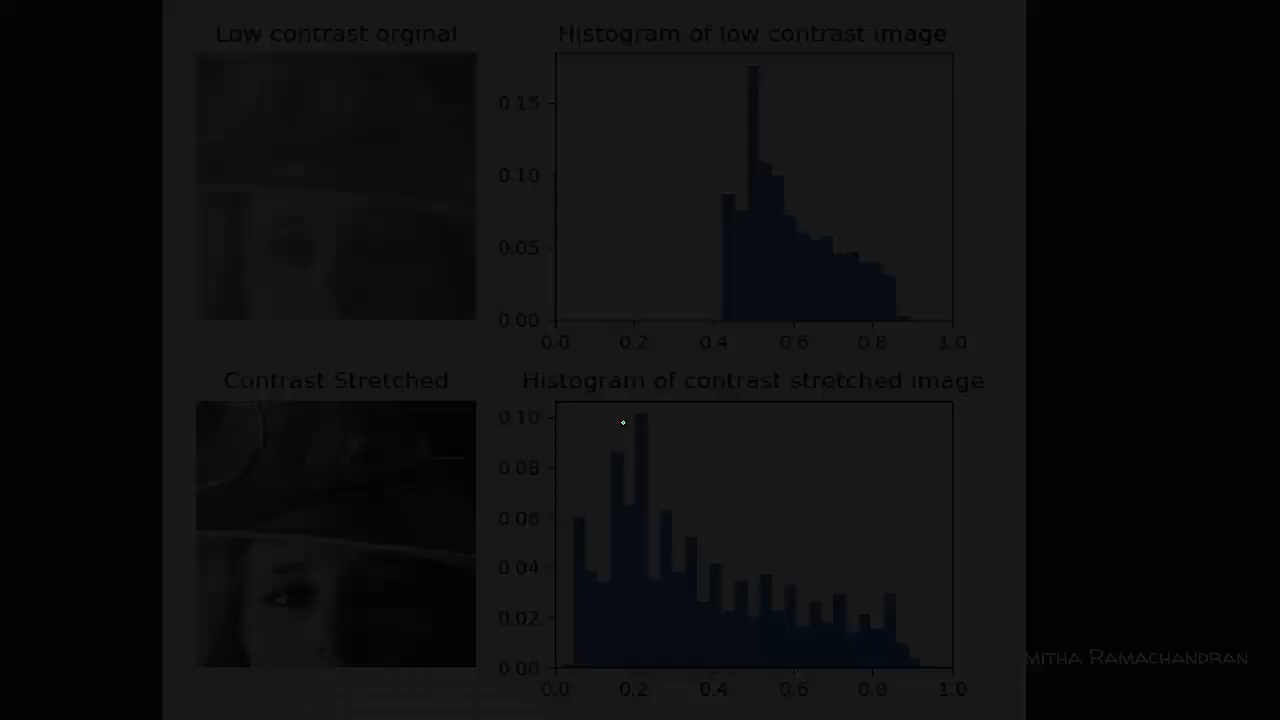 Low contrast orginal
Histogram of low contrast image
0.15
0.10
0.05
0.00
0.0 0.2 0.4 0.6 0.8 1.0
Contrast Stretched
Histogram of contrast stretched image
0.10
0.08
0.06
0.04
0.02
0.00
0.0 0.2 0.4 0.6 0.8 1.0
MITHA RAMACHANDRAN